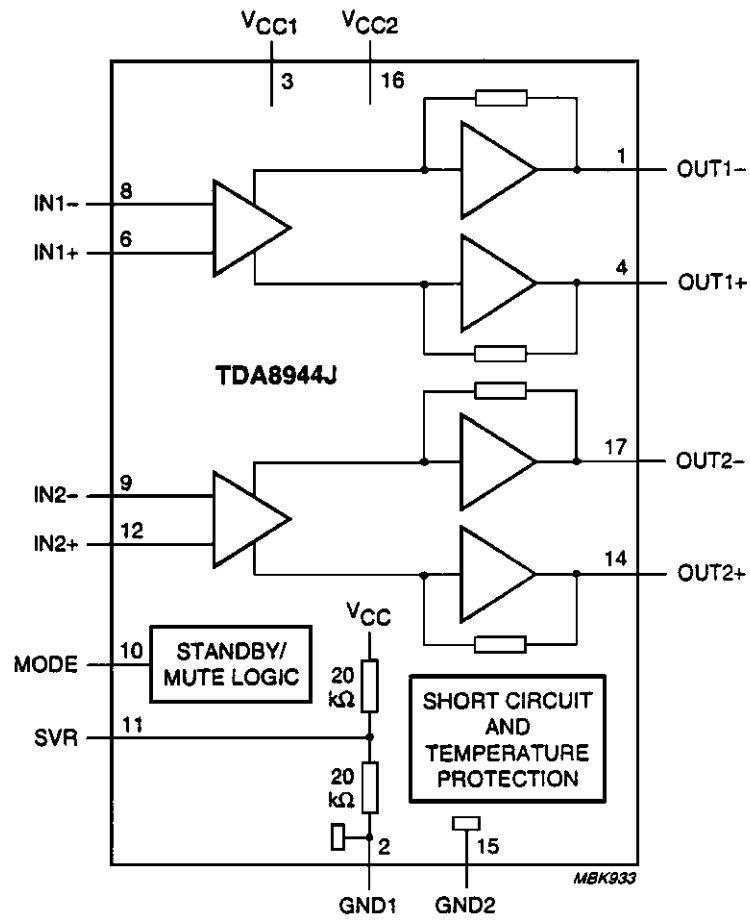 VCC1
VCC2
3
16
1
OUT1−
IN1−
8
IN1+
6
4
OUT1+
TDA8944J
17
OUT2−
IN2−
9
IN2+
12
14
OUT2+
VCC
MODE
10
STANDBY/
MUTE LOGIC
20
kΩ
SHORT CIRCUIT
AND
TEMPERATURE
PROTECTION
SVR
11
20
kΩ
2
15
MBK933
GND1
GND2